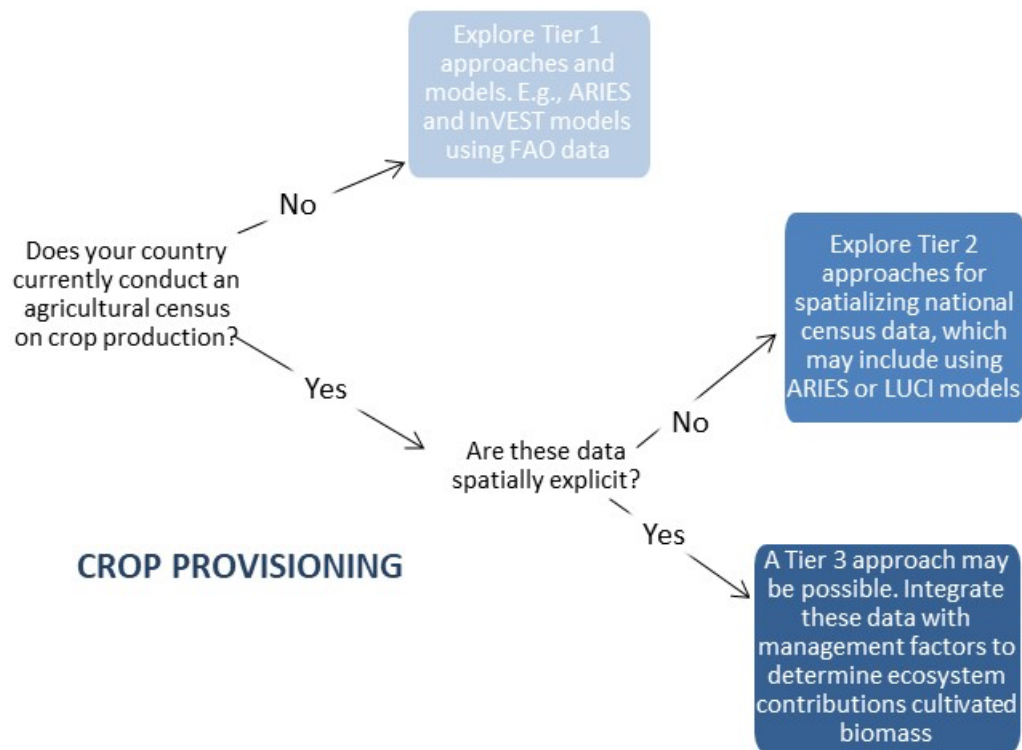 Explore Tier 1
approaches and
models. E.g., ARIES
and InVEST models
using FAO data
No
Does your country
currently conduct an
agricultural census
on crop production?
Yes
Explore Tier 2
approaches for
spatializing national
census data, which
may include using
ARIES or LUCI models
No
Are these data
spatially explicit?
Yes
CROP PROVISIONING
A Tier 3 approach may
be possible. Integrate
these data with
management factors to
determine ecosystem
contributions cultivated
biomass